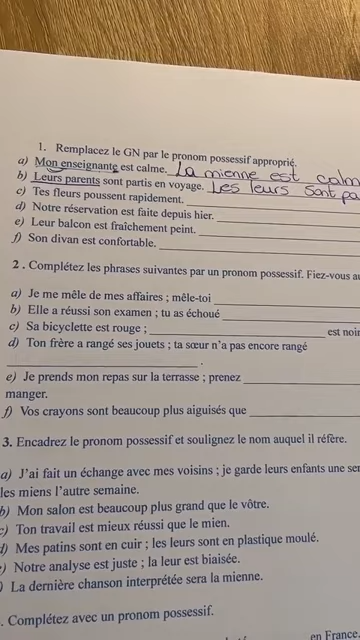 1. Remplacez le GN par le pronom possessif approprié.
a) Mon enseignante est calme. La mienne est calm
b) Leurs parents sont partis en voyage. Les leurs sont pa
c) Tes fleurs poussent rapidement.
d) Notre réservation est faite depuis hier.
e) Leur balcon est fraîchement peint.
f) Son divan est confortable.
2. Complétez les phrases suivantes par un pronom possessif. Fiez-vous au
a) Je me mêle de mes affaires ; mêle-toi
b) Elle a réussi son examen ; tu as échoué
c) Sa bicyclette est rouge ; est noir
d) Ton frère a rangé ses jouets ; ta sœur n'a pas encore rangé
.
e) Je prends mon repas sur la terrasse ; prenez
manger.
f) Vos crayons sont beaucoup plus aiguisés que
3. Encadrez le pronom possessif et soulignez le nom auquel il réfère.
a) J'ai fait un échange avec mes voisins ; je garde leurs enfants une se
les miens l'autre semaine.
b) Mon salon est beaucoup plus grand que le vôtre.
c) Ton travail est mieux réussi que le mien.
d) Mes patins sont en cuir ; les leurs sont en plastique moulé.
) Notre analyse est juste ; la leur est biaisée.
) La dernière chanson interprétée sera la mienne.
. Complétez avec un pronom possessif.
en France.